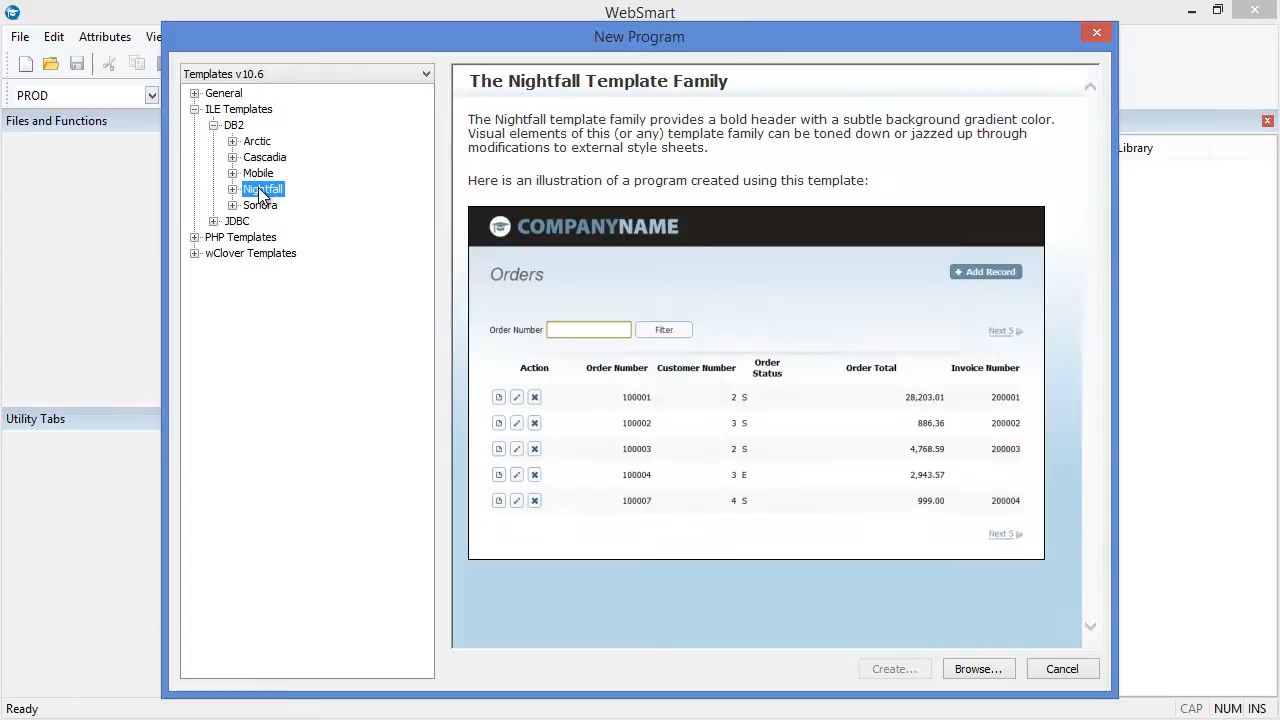 WebSmart
File Edit Attributes Vie
PROD
Files and Functions
Utility Tabs
Ready
New Program
Templates v10.6
General
ILE Templates
DB2
Arctic
Cascadia
Mobile
Nightfall
Sonora
JDBC
PHP Templates
wClover Templates
The Nightfall Template Family
The Nightfall template family provides a bold header with a subtle background gradient color.
Visual elements of this (or any) template family can be toned down or jazzed up through
modifications to external style sheets.
Here is an illustration of a program created using this template:
COMPANYNAME
Orders
+ Add Record
Order Number Filter Next 5
Action Order Number Customer Number Order Status Order Total Invoice Number
100001 2 S 28,203.01 200001
100002 3 S 886.36 200002
100003 2 S 4,768.59 200003
100004 3 E 2,943.57
100007 4 S 999.00 200004
Next 5
Create... Browse... Cancel
Library
CAP NUM INS